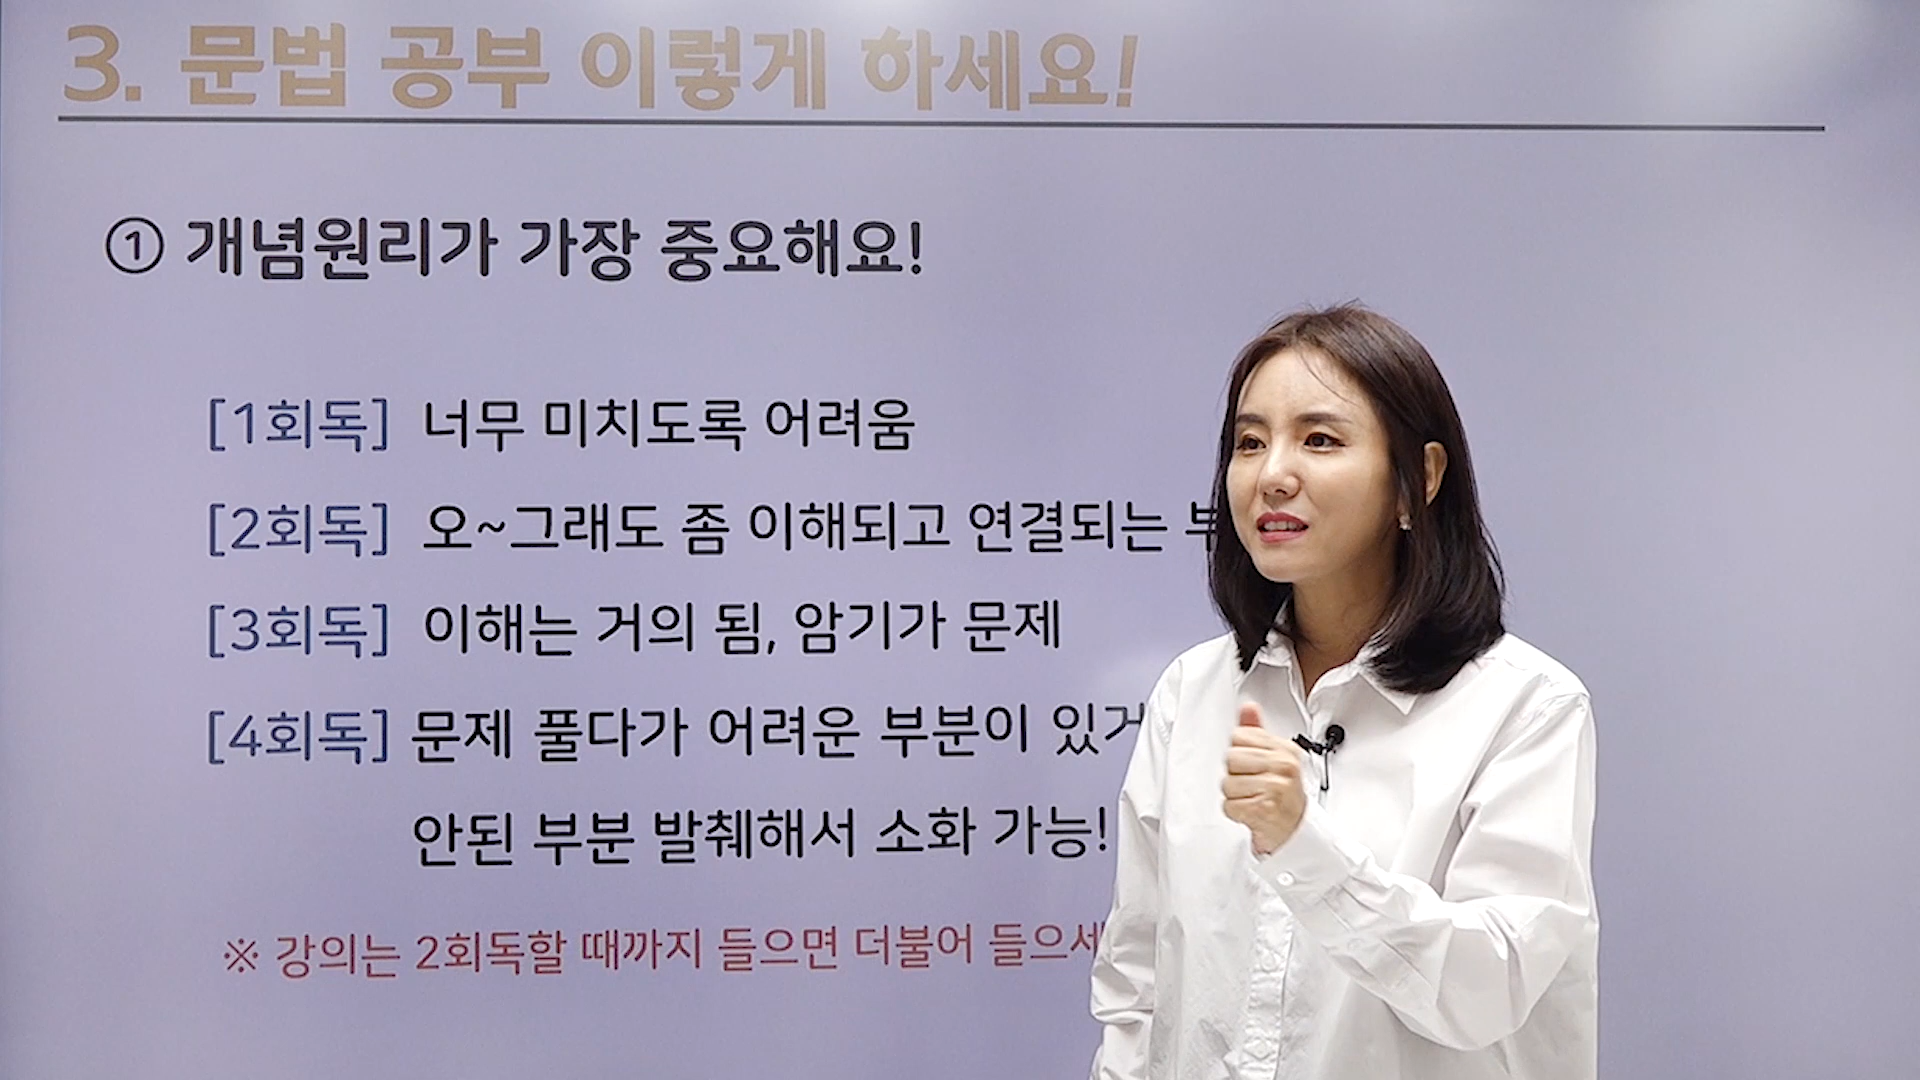 3. 문법 공부 이렇게 하세요!
① 개념원리가 가장 중요해요!
[1회독] 너무 미치도록 어려움
[2회독] 오~그래도 좀 이해되고 연결되는
[3회독] 이해는 거의 됨, 암기가 문제
[4회독] 문제 풀다가 어려운 부분이
안된 부분 발췌해서 소화 가능!
※ 강의는 2회독할 때까지 들으면 더불어